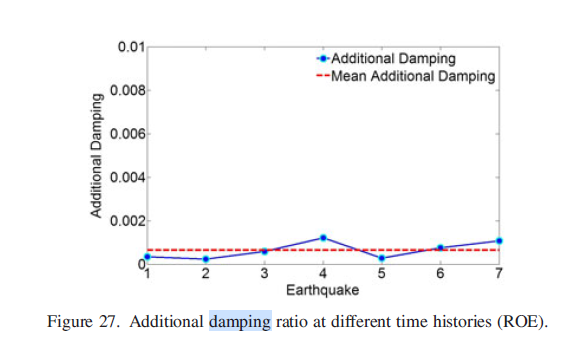 0.01
Additional Damping
Mean Additional Damping
0.008
0.006
0.004
0.002
0
Additional Damping
1 2 3 4 5 6 7
Earthquake
Figure 27. Additional damping ratio at different time histories (ROE).